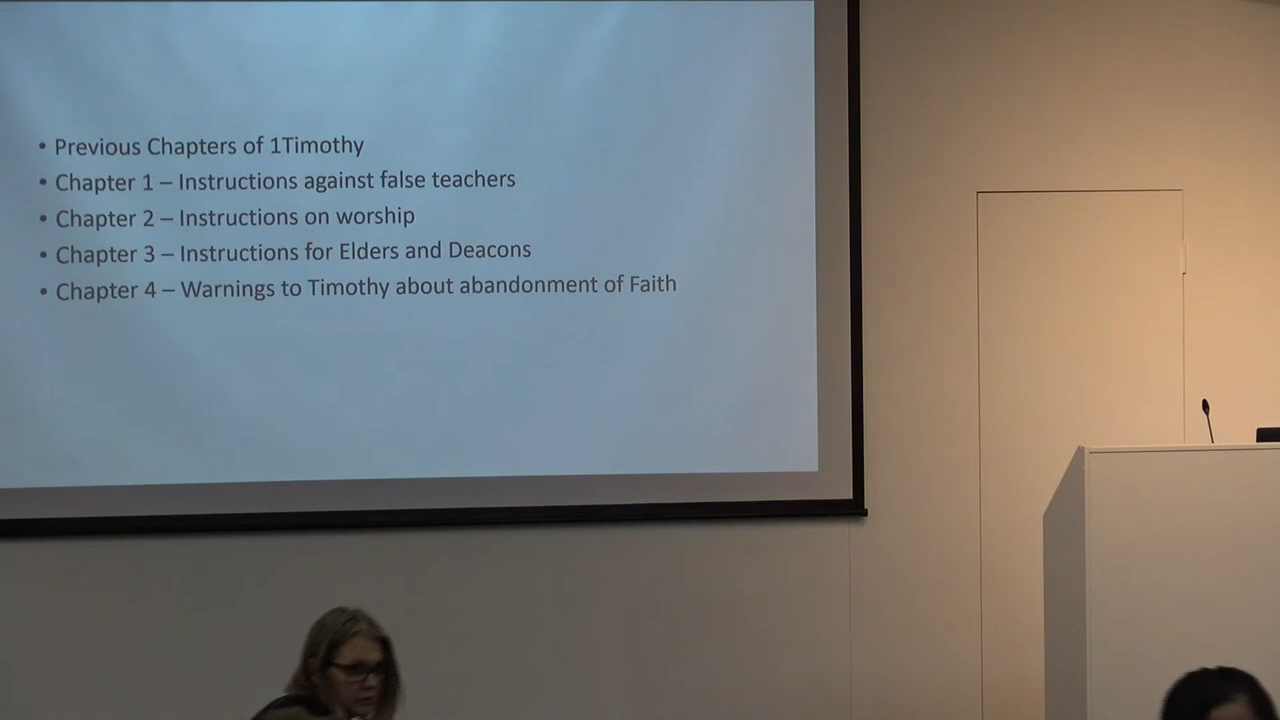 • Previous Chapters of 1Timothy
• Chapter 1 – Instructions against false teachers
• Chapter 2 – Instructions on worship
• Chapter 3 – Instructions for Elders and Deacons
• Chapter 4 – Warnings to Timothy about abandonment of Faith